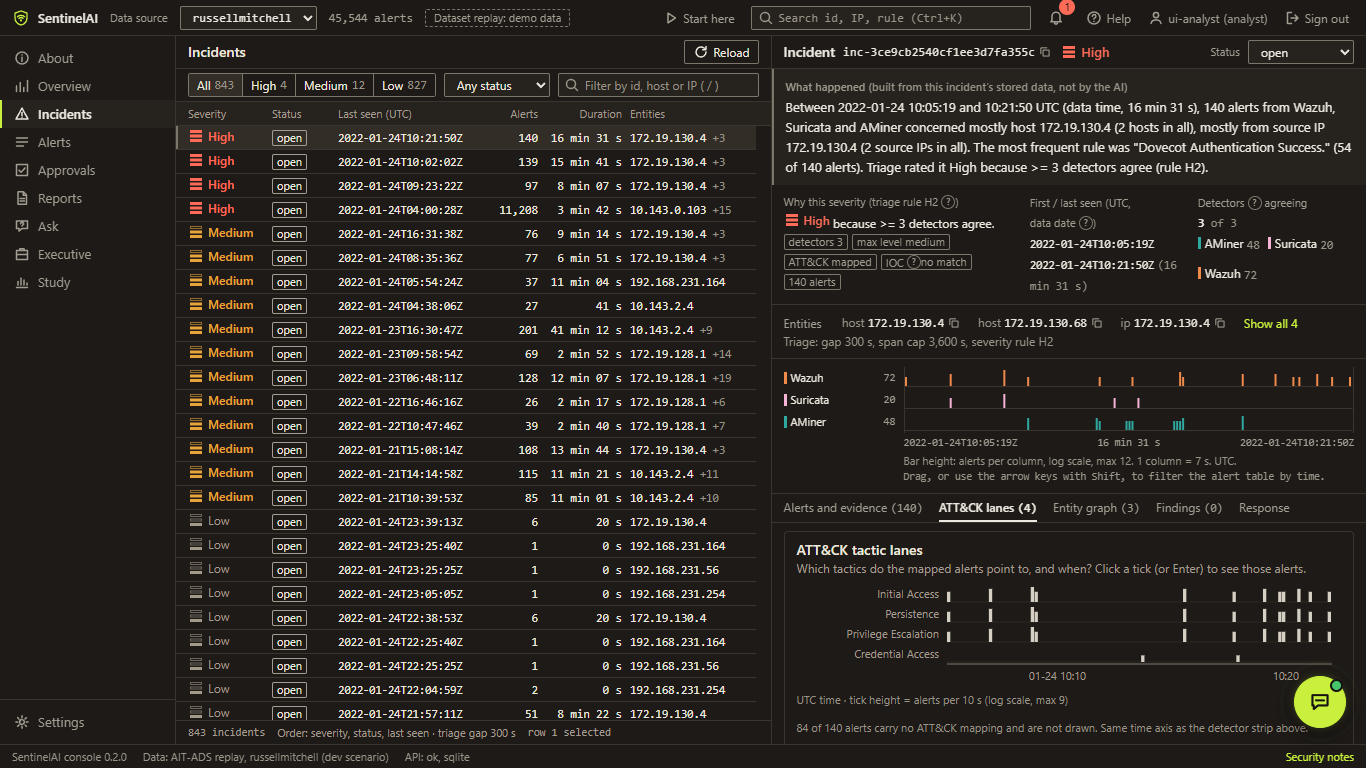 SentinelAI
Data source
russellmitchell
45,544 alerts
Dataset replay: demo data
Start here
Search id, IP, rule (Ctrl+K)
1
Help
ui-analyst (analyst)
Sign out
About
Overview
Incidents
Alerts
Approvals
Reports
Ask
Executive
Study
Settings
Incidents
Reload
All 843
High 4
Medium 12
Low 827
Any status
Filter by id, host or IP ( / )
Severity Status Last seen (UTC) Alerts Duration Entities
High open 2022-01-24T10:21:50Z 140 16 min 31 s 172.19.130.4 +3
High open 2022-01-24T10:02:02Z 139 15 min 41 s 172.19.130.4 +3
High open 2022-01-24T09:23:22Z 97 8 min 07 s 172.19.130.4 +3
High open 2022-01-24T04:00:28Z 11,208 3 min 42 s 10.143.0.103 +15
Medium open 2022-01-24T16:31:38Z 76 9 min 14 s 172.19.130.4 +3
Medium open 2022-01-24T08:35:36Z 77 6 min 51 s 172.19.130.4 +3
Medium open 2022-01-24T05:54:24Z 37 11 min 04 s 192.168.231.164
Medium open 2022-01-24T04:38:06Z 27 41 s 10.143.2.4
Medium open 2022-01-23T16:30:47Z 201 41 min 12 s 10.143.2.4 +9
Medium open 2022-01-23T09:58:54Z 69 2 min 52 s 172.19.128.1 +14
Medium open 2022-01-23T06:48:11Z 128 12 min 07 s 172.19.128.1 +19
Medium open 2022-01-22T16:46:16Z 26 2 min 17 s 172.19.128.1 +6
Medium open 2022-01-22T10:47:46Z 39 2 min 40 s 172.19.128.1 +7
Medium open 2022-01-21T15:08:14Z 108 13 min 44 s 172.19.130.4 +3
Medium open 2022-01-21T14:14:58Z 115 11 min 21 s 10.143.2.4 +11
Medium open 2022-01-21T10:39:53Z 85 11 min 01 s 10.143.2.4 +10
Low open 2022-01-24T23:39:13Z 6 20 s 172.19.130.4
Low open 2022-01-24T23:25:40Z 1 0 s 192.168.231.164
Low open 2022-01-24T23:25:25Z 1 0 s 192.168.231.56
Low open 2022-01-24T23:05:05Z 1 0 s 192.168.231.254
Low open 2022-01-24T22:38:53Z 6 20 s 172.19.130.4
Low open 2022-01-24T22:25:40Z 1 0 s 192.168.231.164
Low open 2022-01-24T22:25:25Z 1 0 s 192.168.231.56
Low open 2022-01-24T22:04:59Z 2 0 s 192.168.231.254
Low open 2022-01-24T21:57:11Z 51 8 min 22 s 172.19.130.4
843 incidents Order: severity, status, last seen · triage gap 300 s row 1 selected
Incident inc-3ce9cb2540cf1ee3d7fa355c High
Status open
What happened (built from this incident's stored data, not by the AI)
Between 2022-01-24 10:05:19 and 10:21:50 UTC (data time, 16 min 31 s), 140 alerts from Wazuh,
Suricata and AMiner concerned mostly host 172.19.130.4 (2 hosts in all), mostly from source IP
172.19.130.4 (2 source IPs in all). The most frequent rule was "Dovecot Authentication Success." (54
of 140 alerts). Triage rated it High because >= 3 detectors agree (rule H2).
Why this severity (triage rule H2 ?)
High because >= 3 detectors agree.
detectors 3
max level medium
ATT&CK mapped
IOC ? no match
140 alerts
First / last seen (UTC,
data date ?)
2022-01-24T10:05:19Z
2022-01-24T10:21:50Z (16
min 31 s)
Detectors ? agreeing
3 of 3
AMiner 48
Suricata 20
Wazuh 72
Entities host 172.19.130.4 host 172.19.130.68 ip 172.19.130.4 Show all 4
Triage: gap 300 s, span cap 3,600 s, severity rule H2
Wazuh 72
Suricata 20
AMiner 48
2022-01-24T10:05:19Z 16 min 31 s 2022-01-24T10:21:50Z
Bar height: alerts per column, log scale, max 12. 1 column = 7 s. UTC.
Drag, or use the arrow keys with Shift, to filter the alert table by time.
Alerts and evidence (140)
ATT&CK lanes (4)
Entity graph (3)
Findings (0)
Response
ATT&CK tactic lanes
Which tactics do the mapped alerts point to, and when? Click a tick (or Enter) to see those alerts.
Initial Access
Persistence
Privilege Escalation
Credential Access
01-24 10:10 10:20
UTC time · tick height = alerts per 10 s (log scale, max 9)
84 of 140 alerts carry no ATT&CK mapping and are not drawn. Same time axis as the detector strip above.
SentinelAI console 0.2.0
Data: AIT-ADS replay, russellmitchell (dev scenario)
API: ok, sqlite
Security notes